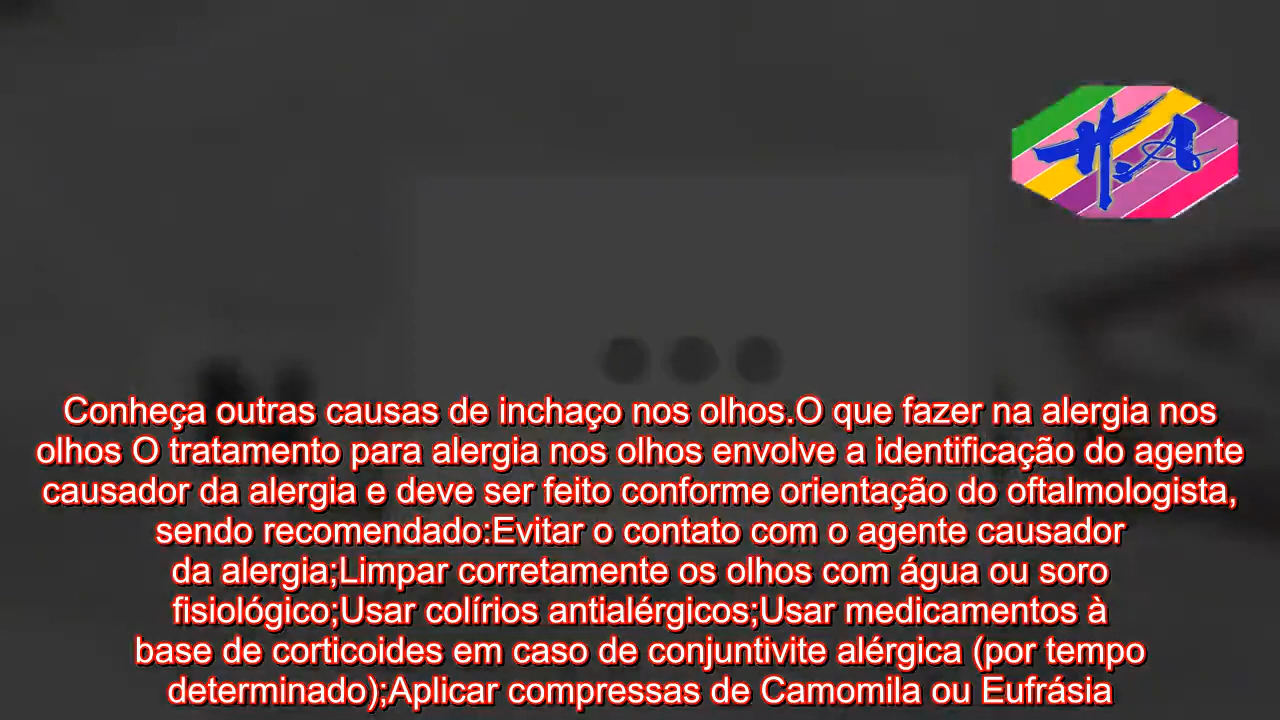 HA
Conheça outras causas de inchaço nos olhos.O que fazer na alergia nos
olhos O tratamento para alergia nos olhos envolve a identificação do agente
causador da alergia e deve ser feito conforme orientação do oftalmologista,
sendo recomendado:Evitar o contato com o agente causador
da alergia;Limpar corretamente os olhos com água ou soro
fisiológico;Usar colírios antialérgicos;Usar medicamentos à
base de corticoides em caso de conjuntivite alérgica (por tempo
determinado);Aplicar compressas de Camomila ou Eufrásia